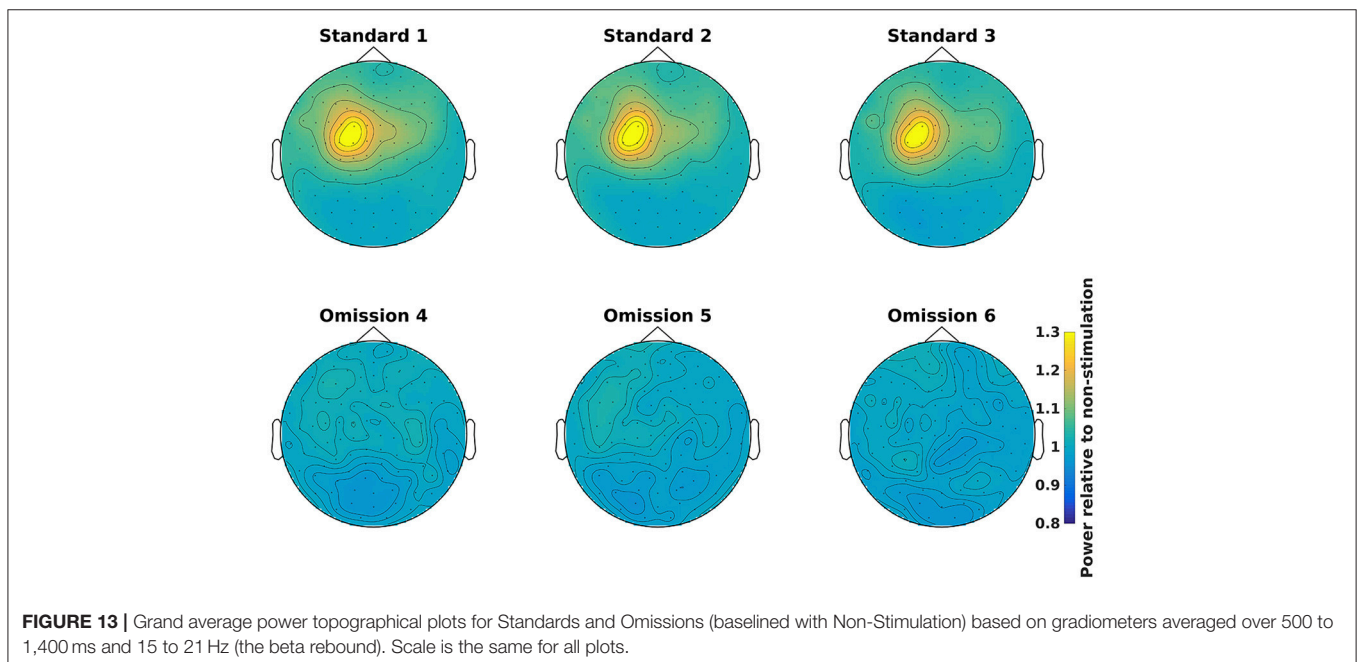 Standard 1 Standard 2 Standard 3
Omission 4 Omission 5 Omission 6
1.3
1.2
1.1
1
0.9
0.8
Power relative to non-stimulation
FIGURE 13 | Grand average power topographical plots for Standards and Omissions (baselined with Non-Stimulation) based on gradiometers averaged over 500 to
1,400 ms and 15 to 21 Hz (the beta rebound). Scale is the same for all plots.